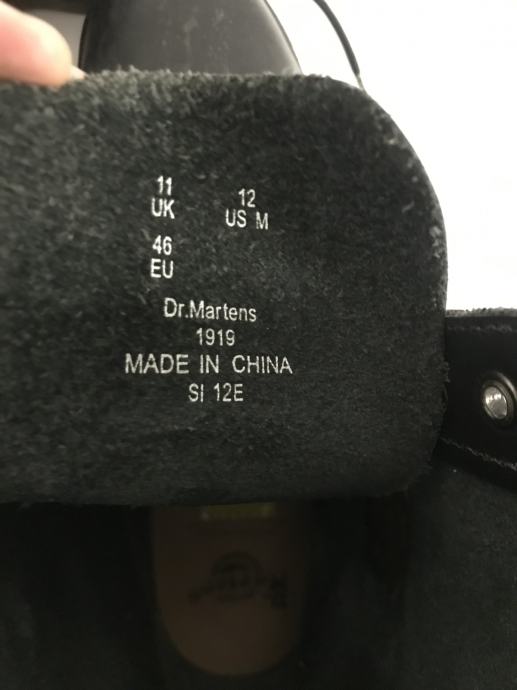 11
UK
12
US M
46
EU
Dr.Martens
1919
MADE IN CHINA
SI 12E